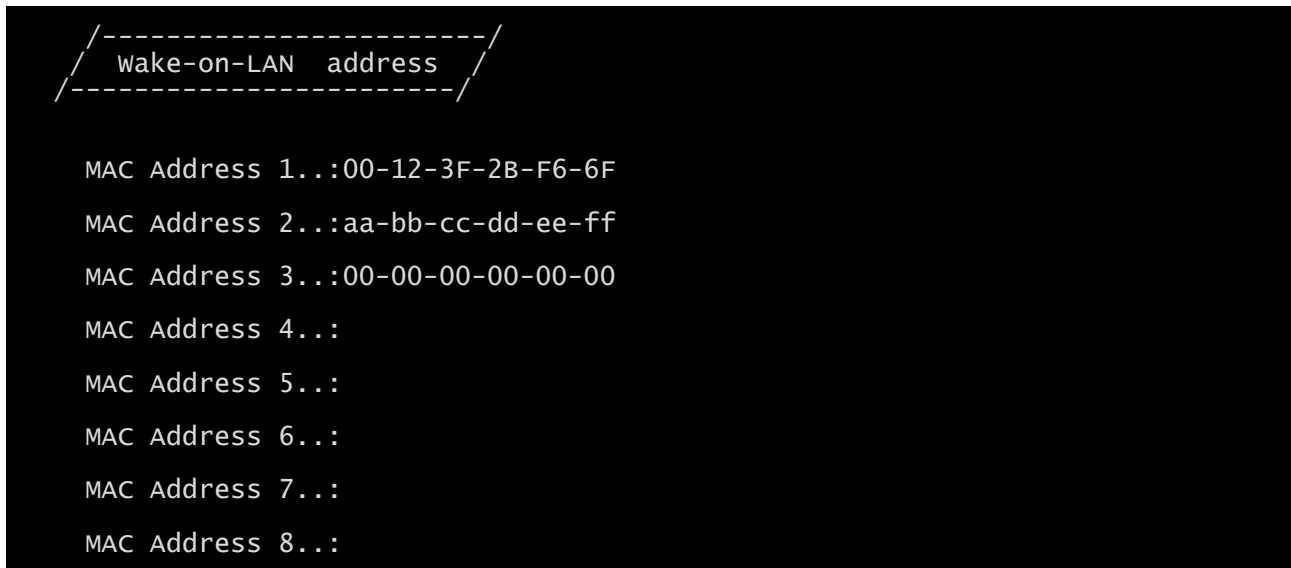 /------------------------/
/  Wake-on-LAN  address  /
/------------------------/
MAC Address 1..:00-12-3F-2B-F6-6F
MAC Address 2..:aa-bb-cc-dd-ee-ff
MAC Address 3..:00-00-00-00-00-00
MAC Address 4..:
MAC Address 5..:
MAC Address 6..:
MAC Address 7..:
MAC Address 8..: